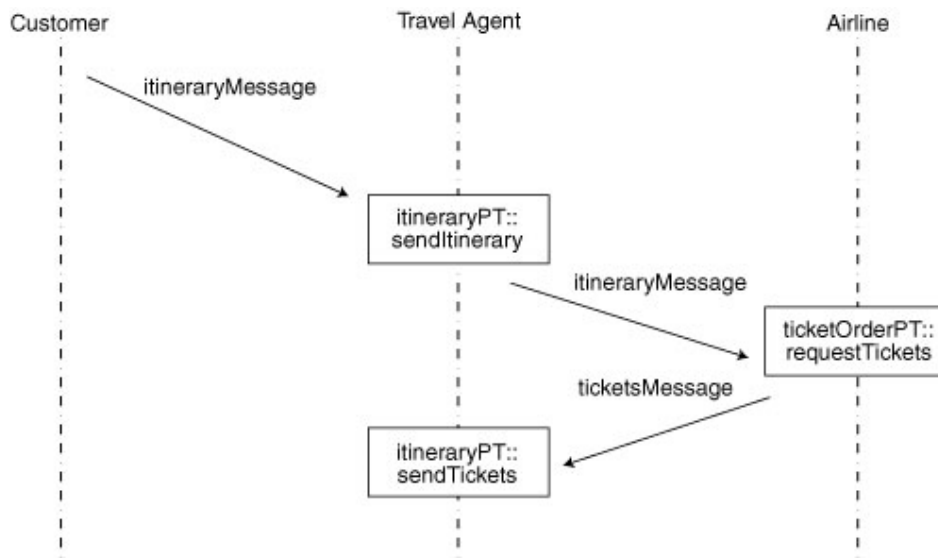 Customer
Travel Agent
Airline
itineraryMessage
itineraryPT::
sendItinerary
itineraryMessage
ticketOrderPT::
requestTickets
ticketsMessage
itineraryPT::
sendTickets